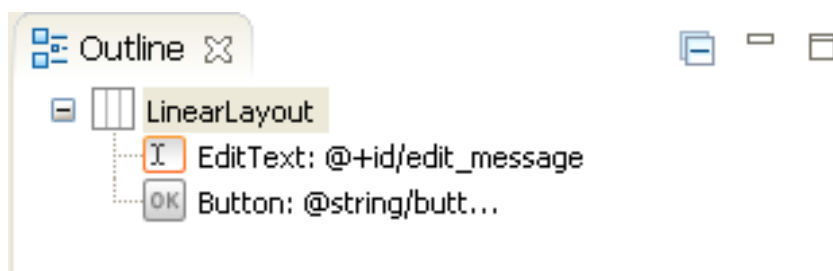 Outline
LinearLayout
EditText: @+id/edit_message
OK Button: @string/butt...